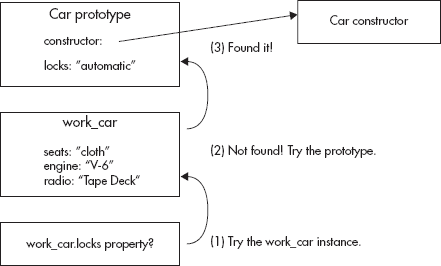 Car prototype
constructor:
locks: "automatic"
Car constructor
(3) Found it!
work_car
seats: "cloth"
engine: "V-6"
radio: "Tape Deck"
(2) Not found! Try the prototype.
work_car.locks property?
(1) Try the work_car instance.